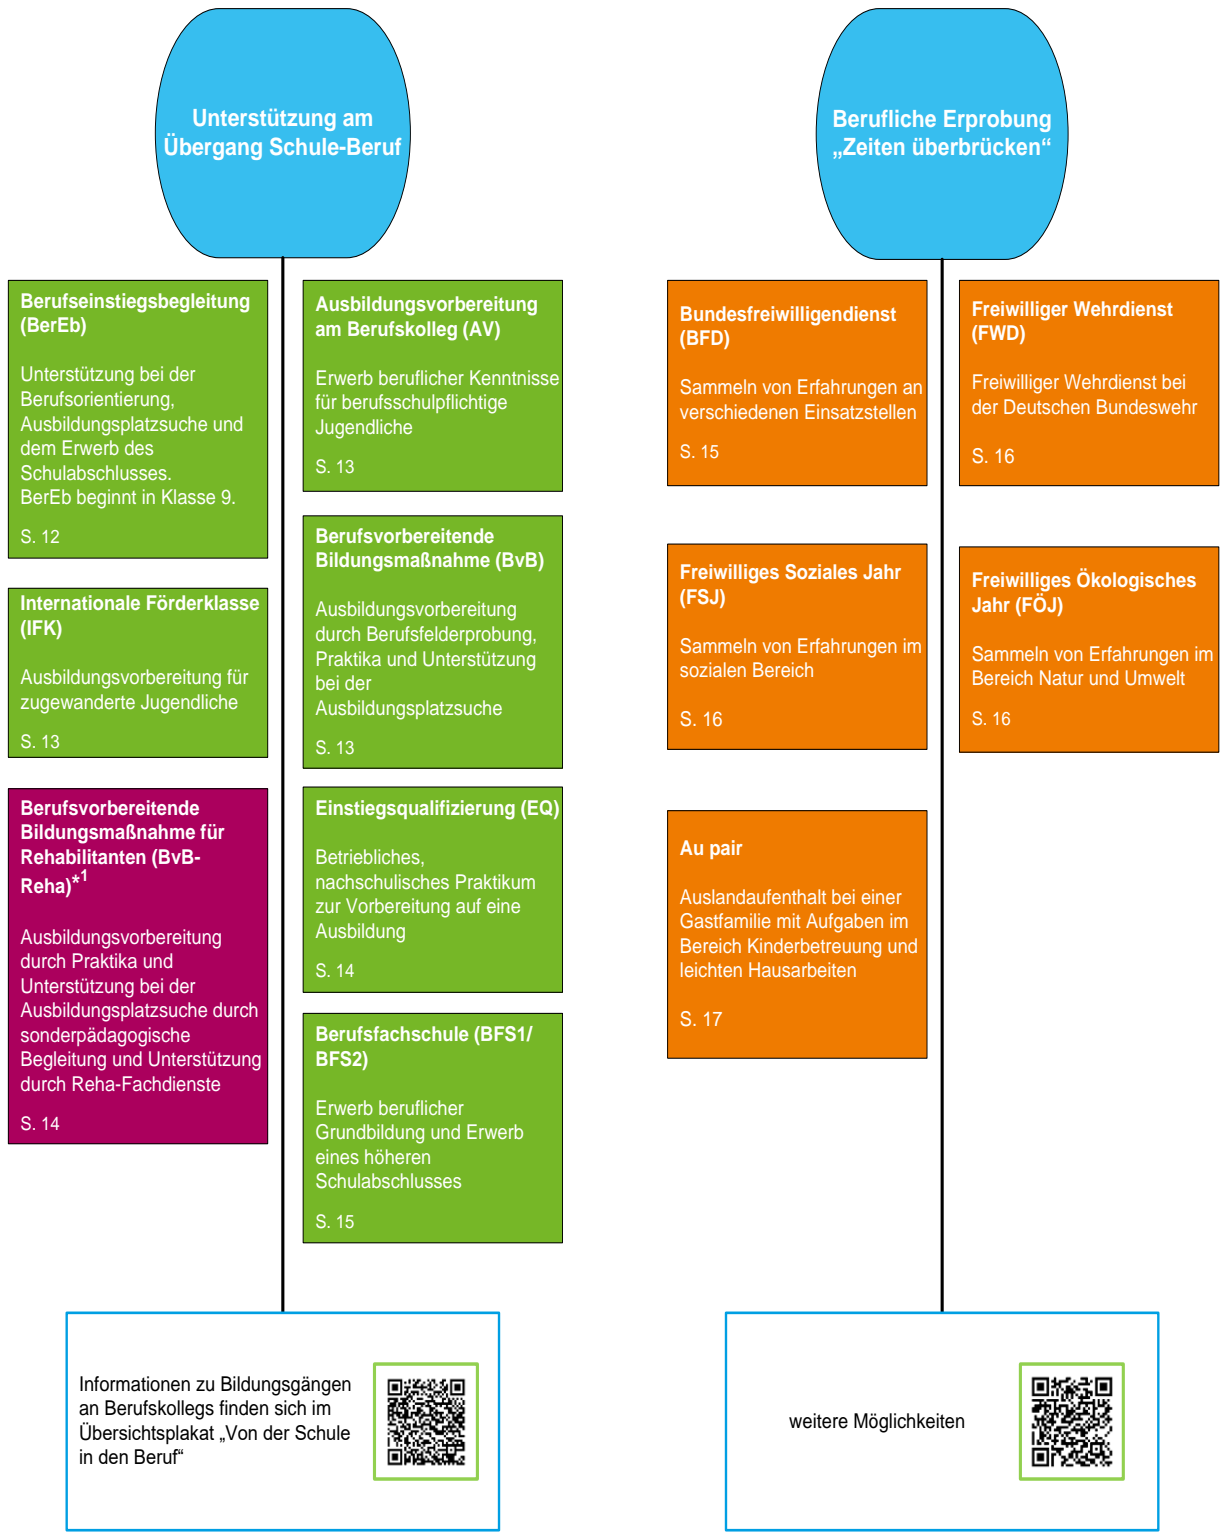 Unterstützung am
Übergang Schule-Beruf
Berufseinstiegsbegleitung
(BerEb)
Unterstützung bei der
Berufsorientierung,
Ausbildungsplatzsuche und
dem Erwerb des
Schulabschlusses.
BerEb beginnt in Klasse 9.
S. 12
Internationale Förderklasse
(IFK)
Ausbildungsvorbereitung für
zugewanderte Jugendliche
S. 13
Berufsvorbereitende
Bildungsmaßnahme für
Rehabilitanten (BvB-
Reha)*1
Ausbildungsvorbereitung
durch Praktika und
Unterstützung bei der
Ausbildungsplatzsuche durch
sonderpädagogische
Begleitung und Unterstützung
durch Reha-Fachdienste
S. 14
Ausbildungsvorbereitung
am Berufskolleg (AV)
Erwerb beruflicher Kenntnisse
für berufsschulpflichtige
Jugendliche
S. 13
Berufsvorbereitende
Bildungsmaßnahme (BvB)
Ausbildungsvorbereitung
durch Berufsfelderprobung,
Praktika und Unterstützung
bei der
Ausbildungsplatzsuche
S. 13
Einstiegsqualifizierung (EQ)
Betriebliches,
nachschulisches Praktikum
zur Vorbereitung auf eine
Ausbildung
S. 14
Berufsfachschule (BFS1/
BFS2)
Erwerb beruflicher
Grundbildung und Erwerb
eines höheren
Schulabschlusses
S. 15
Informationen zu Bildungsgängen
an Berufskollegs finden sich im
Übersichtsplakat „Von der Schule
in den Beruf“
Berufliche Erprobung
„Zeiten überbrücken“
Bundesfreiwilligendienst
(BFD)
Sammeln von Erfahrungen an
verschiedenen Einsatzstellen
S. 15
Freiwilliges Soziales Jahr
(FSJ)
Sammeln von Erfahrungen im
sozialen Bereich
S. 16
Au pair
Auslandaufenthalt bei einer
Gastfamilie mit Aufgaben im
Bereich Kinderbetreuung und
leichten Hausarbeiten
S. 17
Freiwilliger Wehrdienst
(FWD)
Freiwilliger Wehrdienst bei
der Deutschen Bundeswehr
S. 16
Freiwilliges Ökologisches
Jahr (FÖJ)
Sammeln von Erfahrungen im
Bereich Natur und Umwelt
S. 16
weitere Möglichkeiten